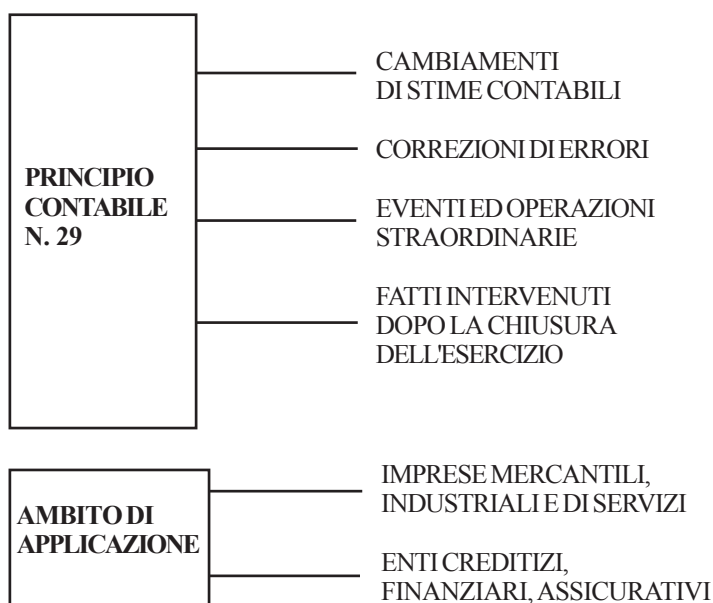 PRINCIPIO
CONTABILE
N. 29
CAMBIAMENTI
DI STIME CONTABILI
CORREZIONI DI ERRORI
EVENTI ED OPERAZIONI
STRAORDINARIE
FATTI INTERVENUTI
DOPO LA CHIUSURA
DELL'ESERCIZIO
AMBITO DI
APPLICAZIONE
IMPRESE MERCANTILI,
INDUSTRIALI E DI SERVIZI
ENTI CREDITIZI,
FINANZIARI, ASSICURATIVI